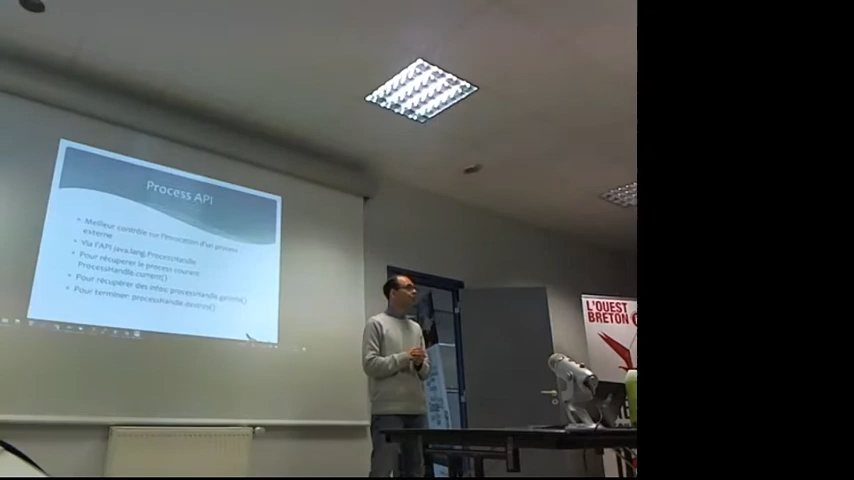 Process API
Meilleur contrôle sur l'invocation d'un process
externe
Via l'API java.lang.ProcessHandle
Pour récupérer le process courant
ProcessHandle.current()
Pour récupérer des infos: processHandle.getInfo()
Pour terminer: processHandle.destroy()
L'OUEST
BRETON